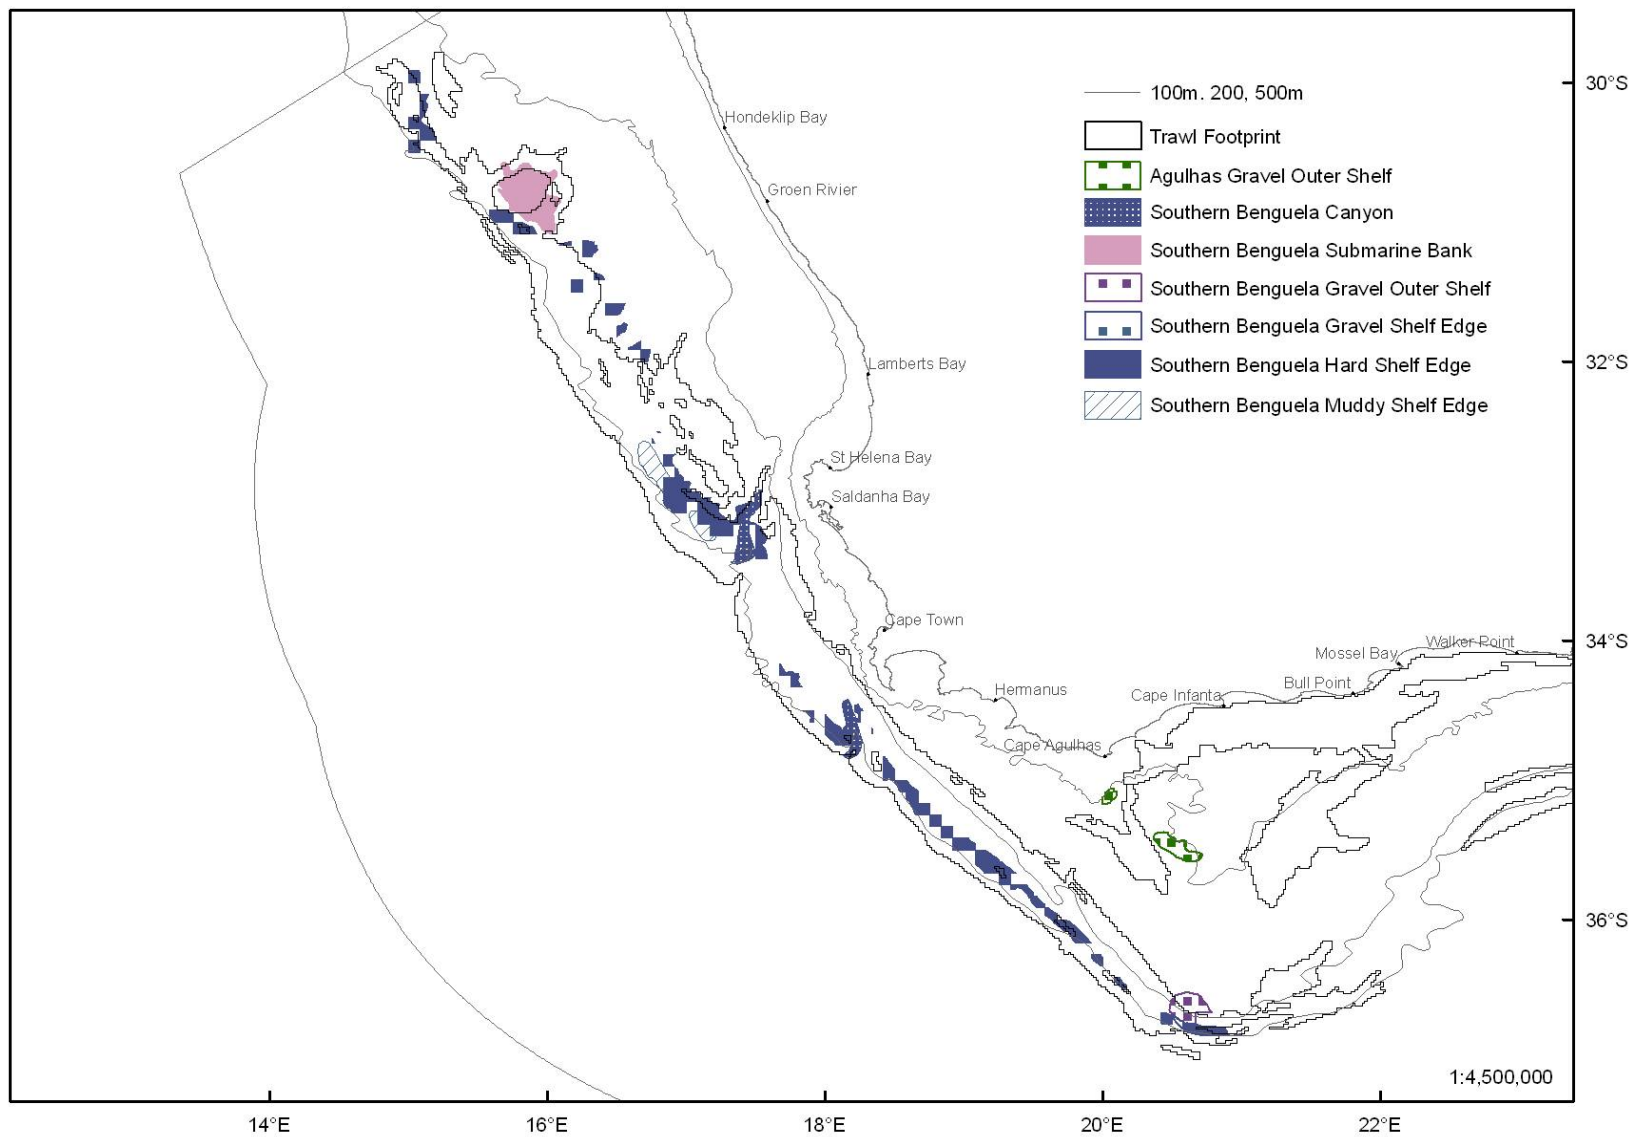 30°S
100m. 200, 500m
Hondeklip Bay
Trawl Footprint
Agulhas Gravel Outer Shelf
Groen Rivier
Southern Benguela Canyon
Southern Benguela Submarine Bank
Southern Benguela Gravel Outer Shelf
Southern Benguela Gravel Shelf Edge
Lamberts Bay
Southern Benguela Hard Shelf Edge
32°S
Southern Benguela Muddy Shelf Edge
St Helena Bay
Saldanha Bay
Cape Town
Walker Point
34°S
Mossel Bay
Bull Point
Hermanus
Cape Infanta
Cape Agulhas
36°S
1:4,500,000
14°E
16°E
18°E
20°E
22°E